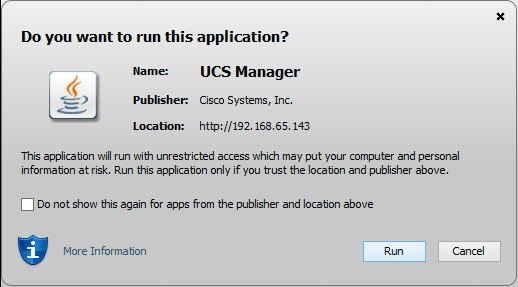 Do you want to run this application?
Name: UCS Manager
Publisher: Cisco Systems, Inc.
Location: http://192.168.65.143
This application will run with unrestricted access which may put your computer and personal
information at risk. Run this application only if you trust the location and publisher above.
Do not show this again for apps from the publisher and location above
More Information Run Cancel